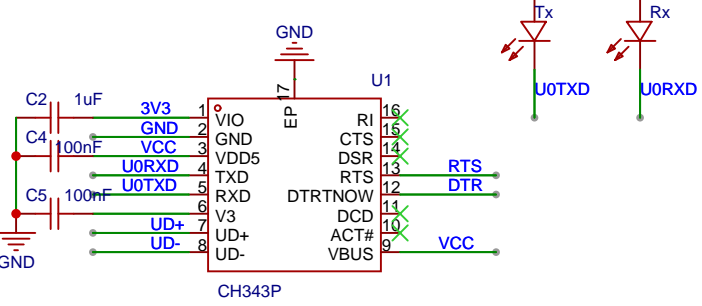 Tx
Rx
GND
U1
U0TXD
U0RXD
C2
1uF
3V3
1
VIO
17
EP
RI
16
C4
GND
2
GND
CTS
15
100nF
VCC
3
VDD5
DSR
14
U0RXD
4
TXD
RTS
13
RTS
C5
100nF
U0TXD
5
RXD
DTRTNOW
12
DTR
6
V3
DCD
11
UD+
7
UD+
ACT#
10
GND
UD-
8
UD-
VBUS
9
VCC
CH343P